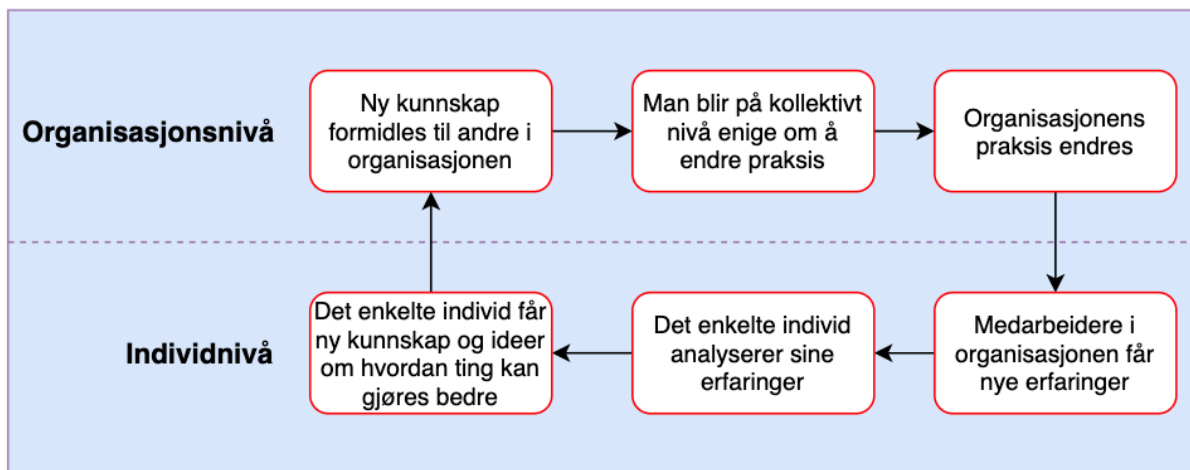 Organisasjonsnivå
Ny kunnskap
formidles til andre i
organisasjonen
Man blir på kollektivt
nivå enige om å
endre praksis
Organisasjonens
praksis endres
Individnivå
Det enkelte individ får
ny kunnskap og ideer
om hvordan ting kan
gjøres bedre
Det enkelte individ
analyserer sine
erfaringer
Medarbeidere i
organisasjonen får
nye erfaringer